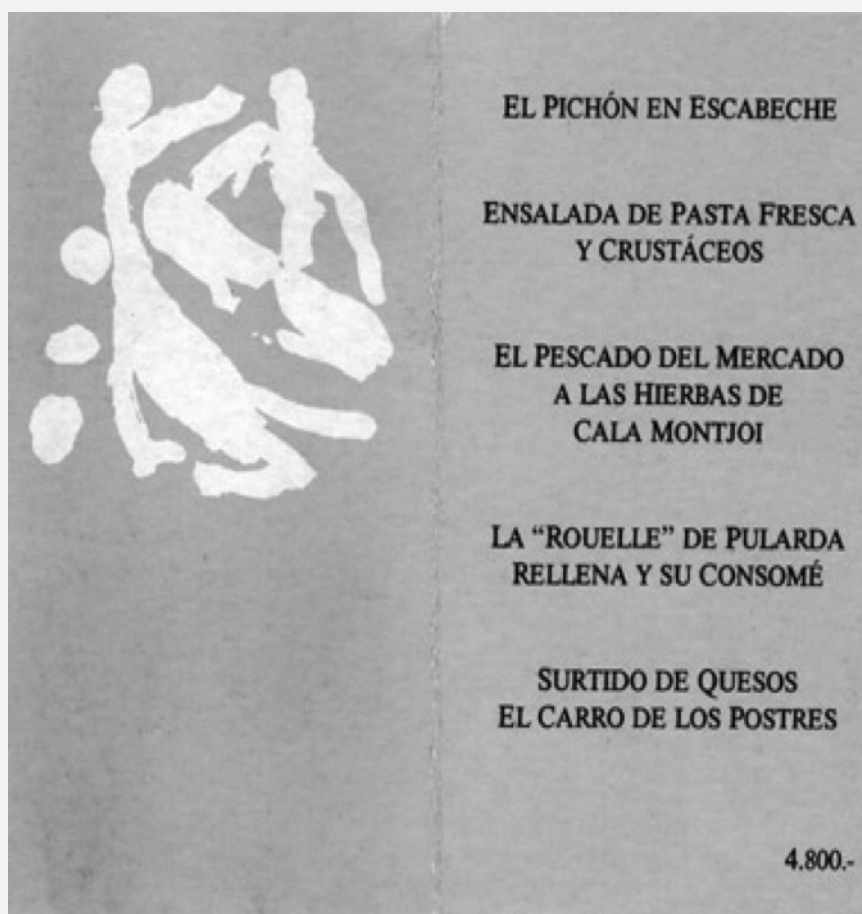 EL PICHÓN EN ESCABECHE
ENSALADA DE PASTA FRESCA
Y CRUSTÁCEOS
EL PESCADO DEL MERCADO
A LAS HIERBAS DE
CALA MONTJOI
LA “ROUELLE” DE PULARDA
RELLENA Y SU CONSOMÉ
SURTIDO DE QUESOS
EL CARRO DE LOS POSTRES
4.800.-